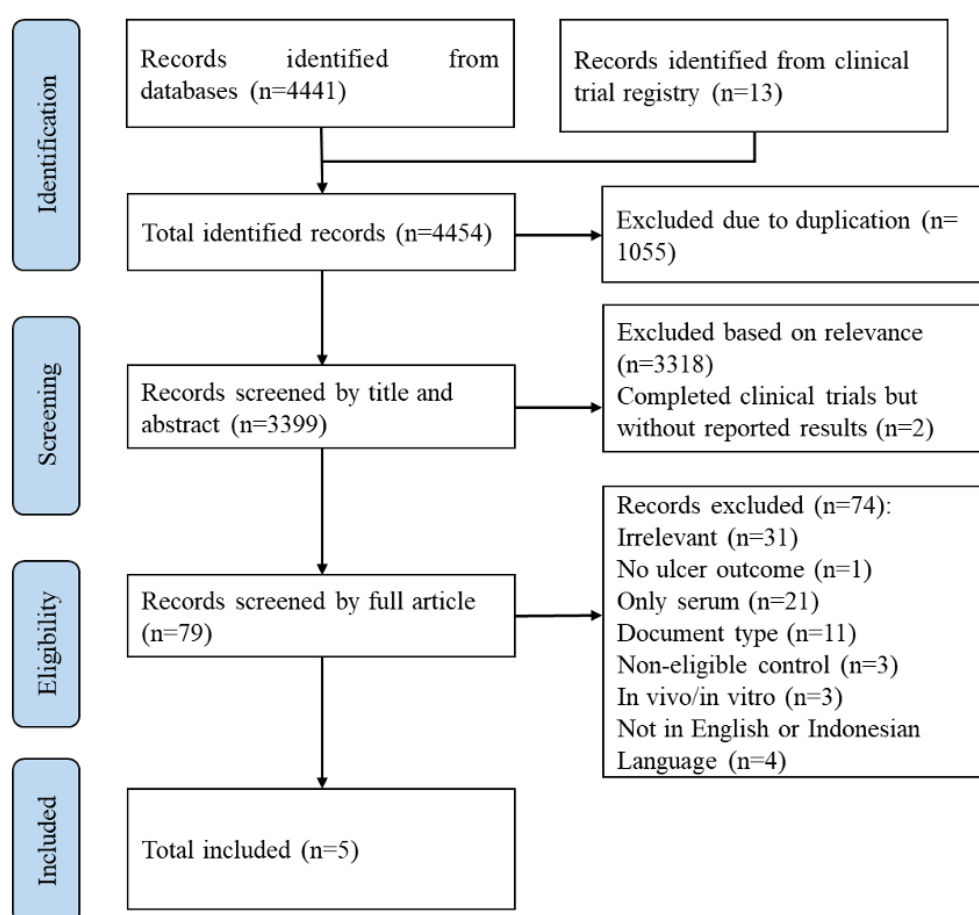 Identification
Records identified from
databases (n=4441)
Records identified from clinical
trial registry (n=13)
Total identified records (n=4454)
Excluded due to duplication (n=
1055)
Screening
Records screened by title and
abstract (n=3399)
Excluded based on relevance
(n=3318)
Completed clinical trials but
without reported results (n=2)
Eligibility
Records screened by full article
(n=79)
Records excluded (n=74):
Irrelevant (n=31)
No ulcer outcome (n=1)
Only serum (n=21)
Document type (n=11)
Non-eligible control (n=3)
In vivo/in vitro (n=3)
Not in English or Indonesian
Language (n=4)
Included
Total included (n=5)